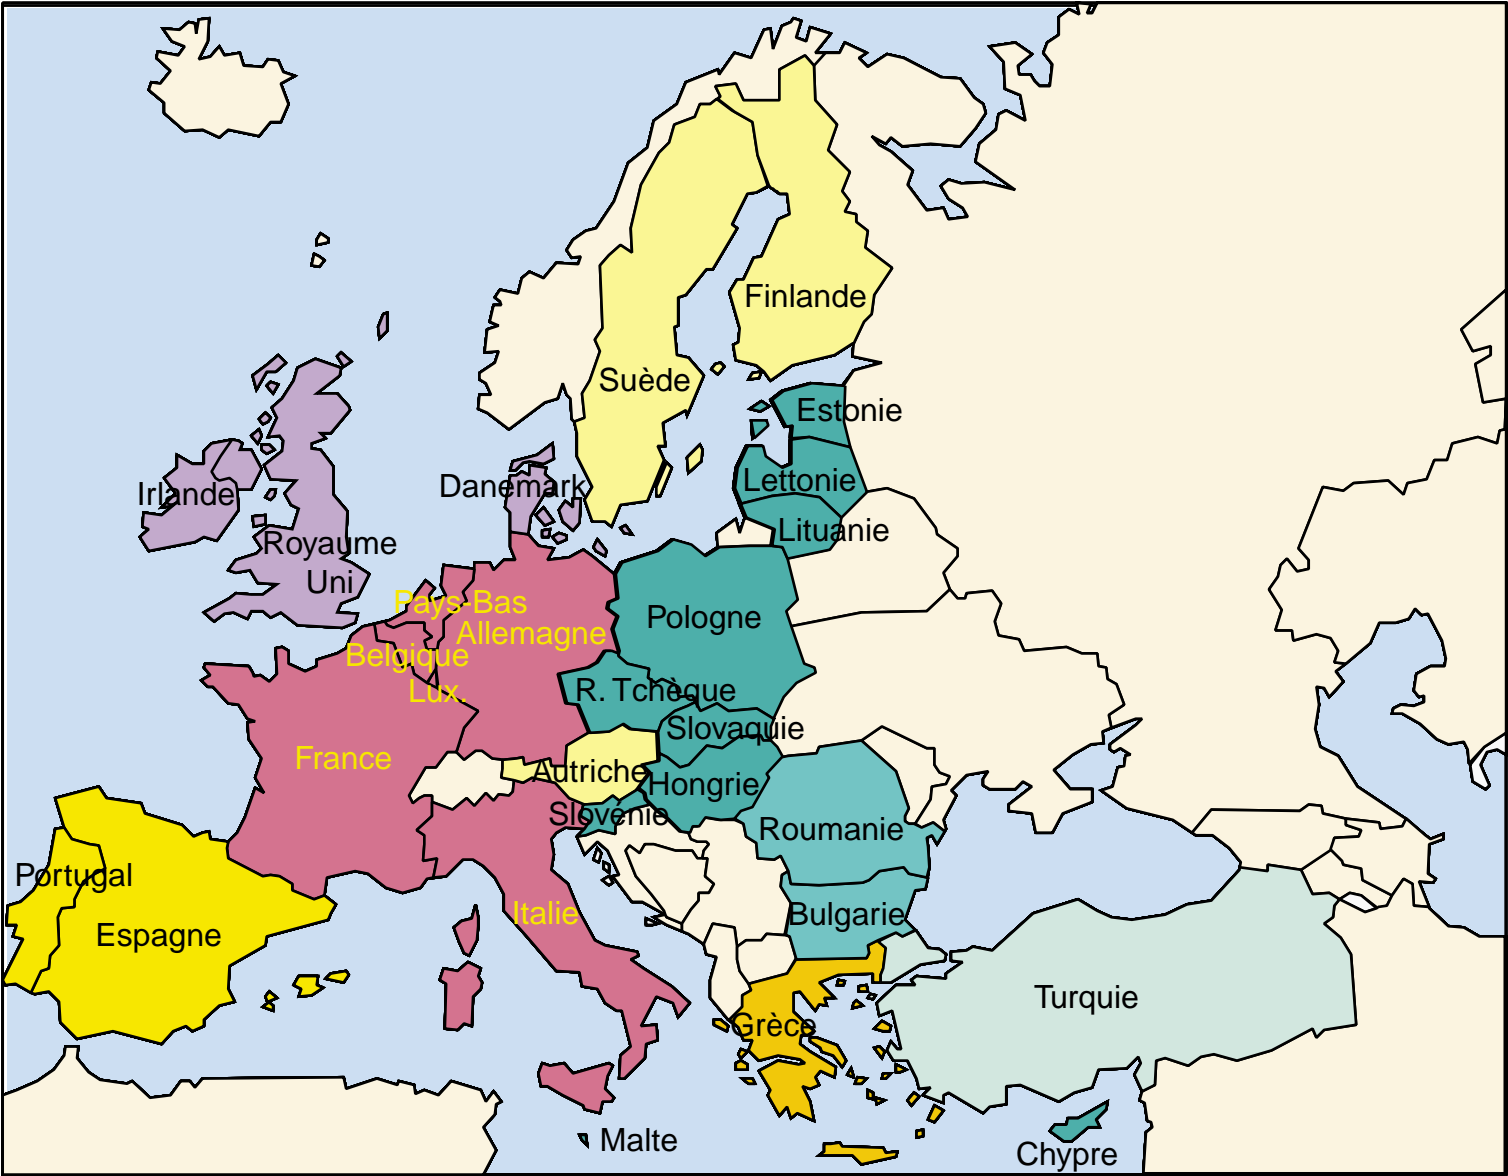 Finlande
Suède
Estonie
Lettonie
Danemark
Irlande
Lituanie
Royaume
Uni
Pays-Bas
Pologne
Allemagne
Belgique
R. Tchèque
Lux.
Slovaquie
France
Autriche
Hongrie
Slovénie
Roumanie
Portugal
Italie
Bulgarie
Espagne
Turquie
Grèce
Malte
Chypre